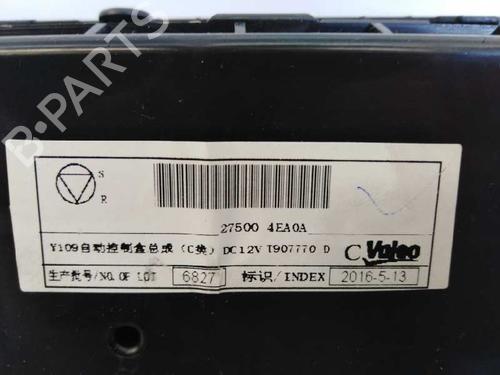 S
R
27500 4EA0A
Y109自动控制盒总成 (C类) DC12V T907770 D
C Valeo
生产批号/NO.OF LOT 6827 标识/INDEX 2016-5-13
B-PARTS